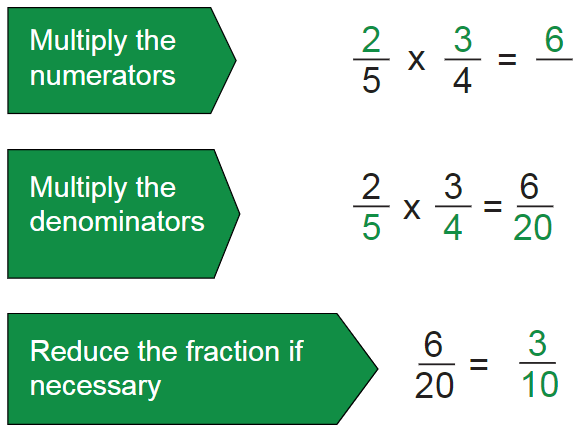 Multiply the
numerators
2/5 x 3/4 = 6/
Multiply the
denominators
2/5 x 3/4 = 6/20
Reduce the fraction if
necessary
6/20 = 3/10